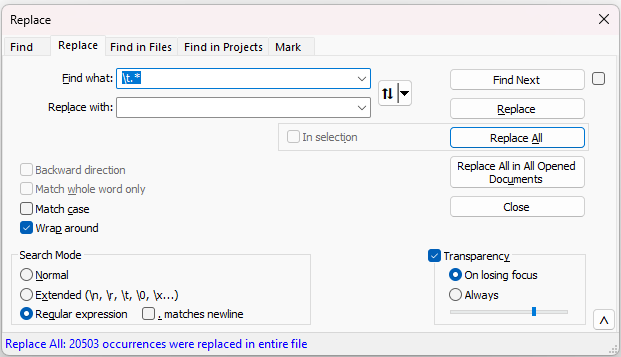 Replace
Find
Replace
Find in Files
Find in Projects
Mark
Find what: \t.*
Find Next
Replace with:
Replace
In selection
Replace All
Backward direction
Replace All in All Opened
Documents
Match whole word only
Match case
Close
Wrap around
Search Mode
Transparency
Normal
On losing focus
Extended (\n, \r, \t, \0, \x...)
Always
Regular expression
. matches newline
Replace All: 20503 occurrences were replaced in entire file